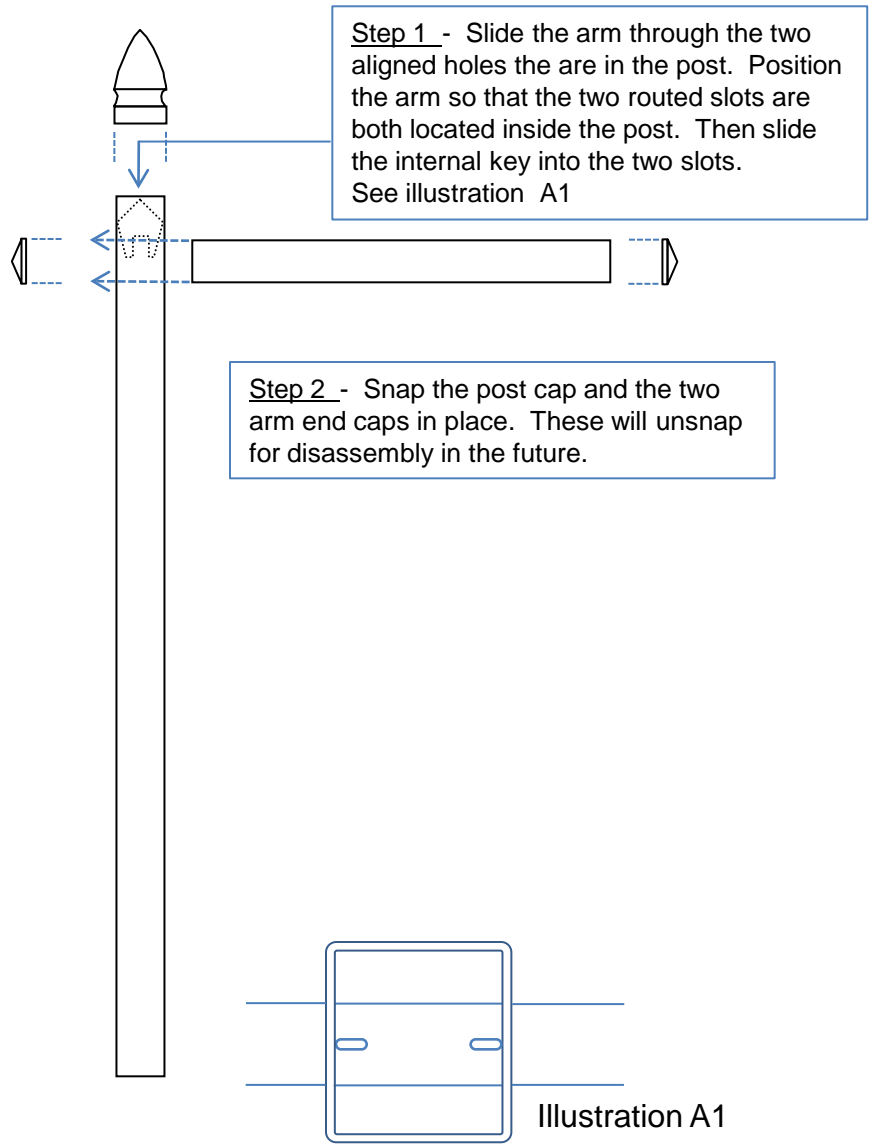 Step 1 - Slide the arm through the two
aligned holes the are in the post. Position
the arm so that the two routed slots are
both located inside the post. Then slide
the internal key into the two slots.
See illustration A1
Step 2 - Snap the post cap and the two
arm end caps in place. These will unsnap
for disassembly in the future.
Illustration A1